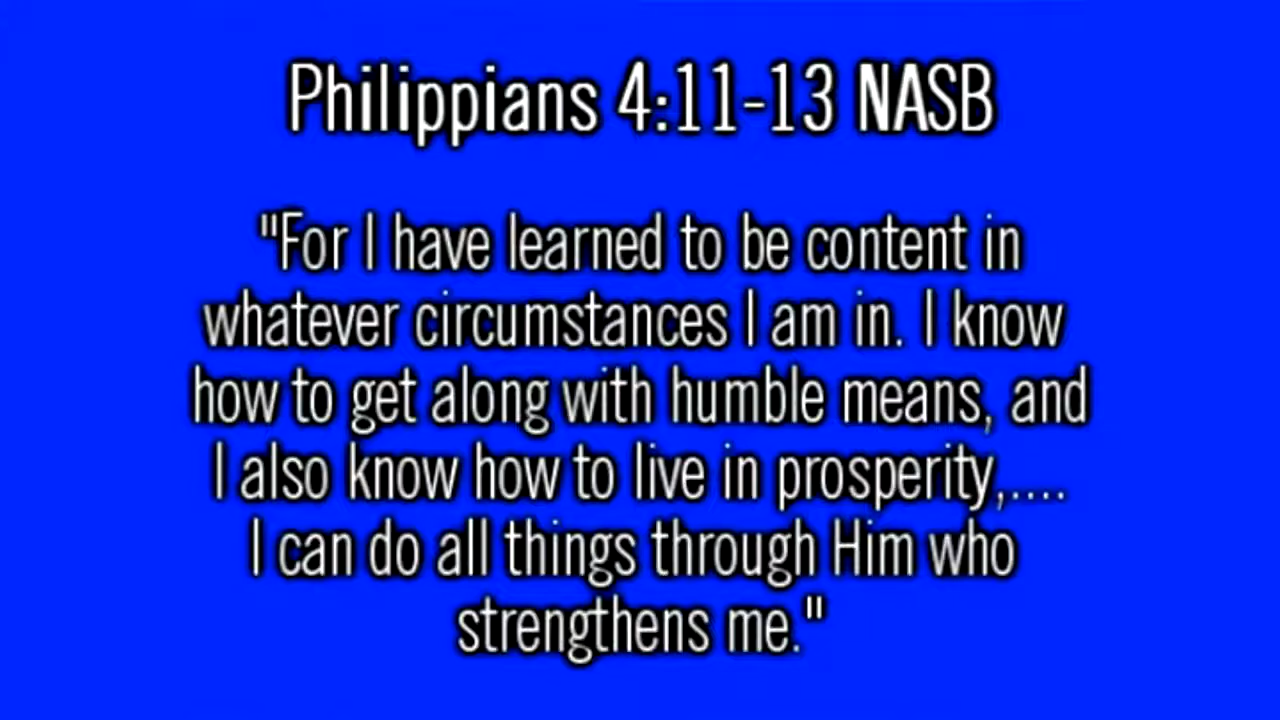 Philippians 4:11-13 NASB
"For I have learned to be content in
whatever circumstances I am in. I know
how to get along with humble means, and
I also know how to live in prosperity,....
I can do all things through Him who
strengthens me."